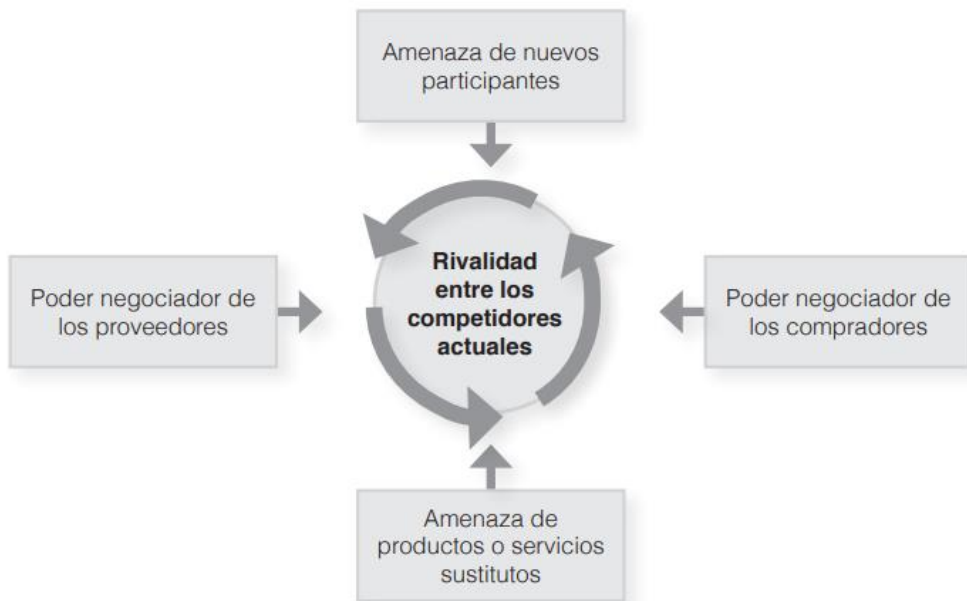 Amenaza de nuevos
participantes
Poder negociador de
los proveedores
Rivalidad
entre los
competidores
actuales
Poder negociador de
los compradores
Amenaza de
productos o servicios
sustitutos